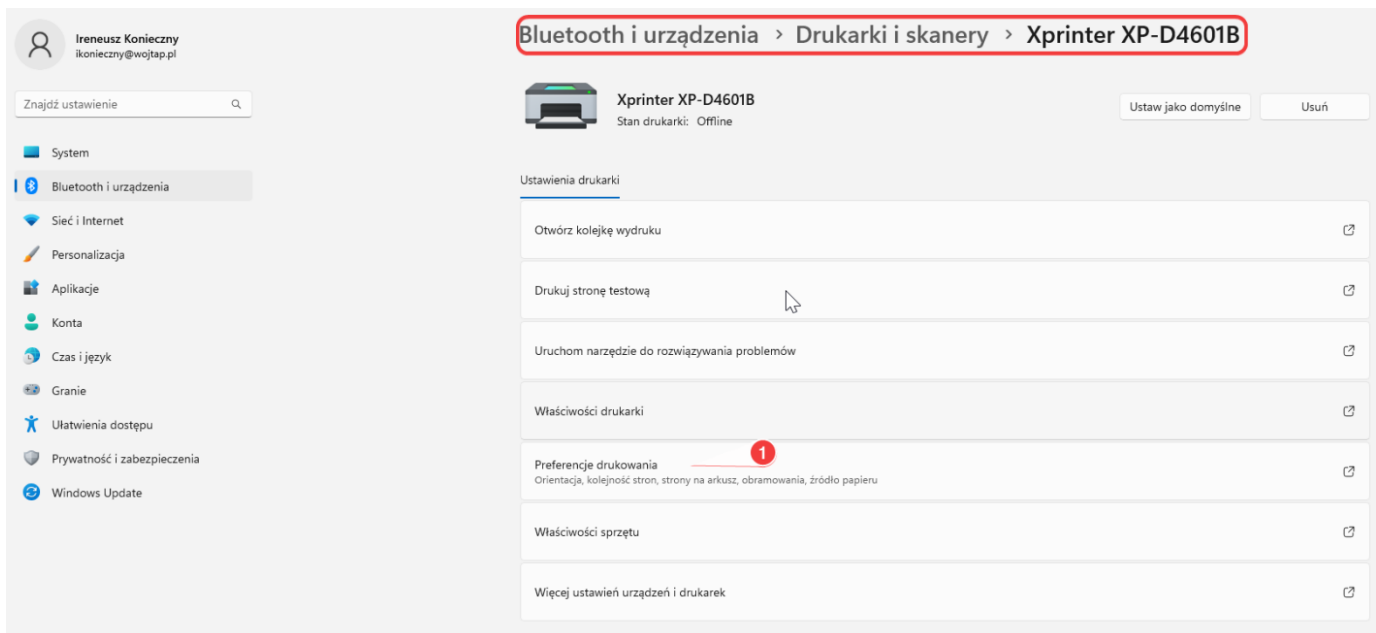 Ireneusz Konieczny
ikonieczny@wojtap.pl
Znajdź ustawienie
System
Bluetooth i urządzenia
Sieć i Internet
Personalizacja
Aplikacje
Konta
Czas i język
Granie
Ułatwienia dostępu
Prywatność i zabezpieczenia
Windows Update
Bluetooth i urządzenia > Drukarki i skanery > Xprinter XP-D4601B
Xprinter XP-D4601B
Stan drukarki: Offline
Ustaw jako domyślne
Usuń
Ustawienia drukarki
Otwórz kolejkę wydruku
Drukuj stronę testową
Uruchom narzędzie do rozwiązywania problemów
Właściwości drukarki
1
Preferencje drukowania
Orientacja, kolejność stron, strony na arkusz, obramowania, źródło papieru
Właściwości sprzętu
Więcej ustawień urządzeń i drukarek